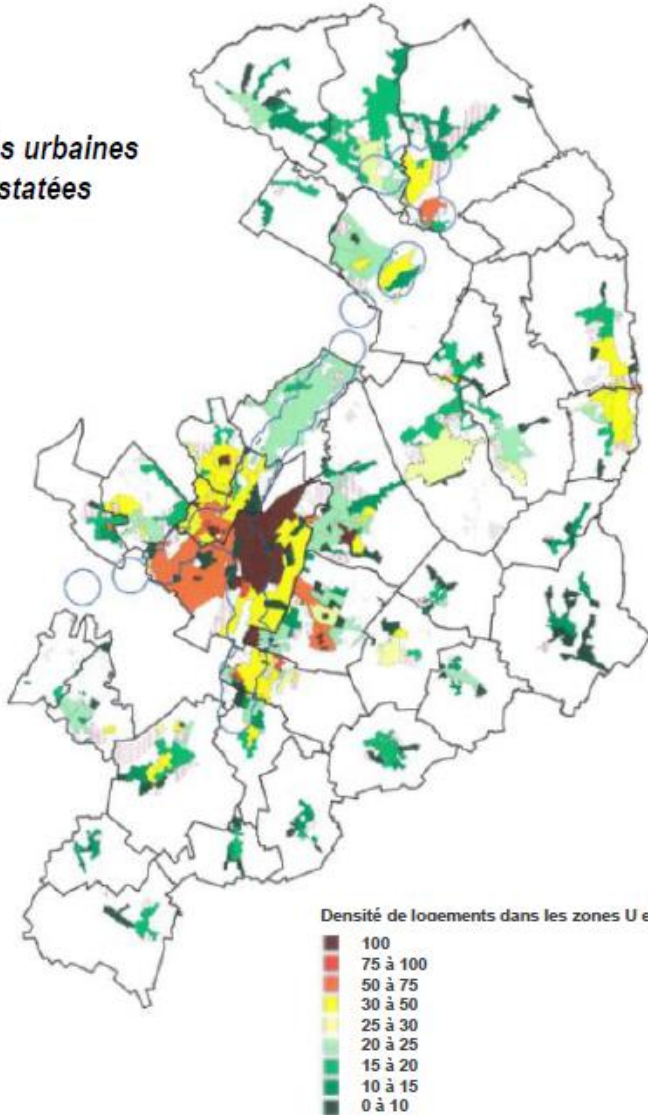 s urbaines
statées
Densité de logements dans les zones U e
100
75 à 100
50 à 75
30 à 50
25 à 30
20 à 25
15 à 20
10 à 15
0 à 10